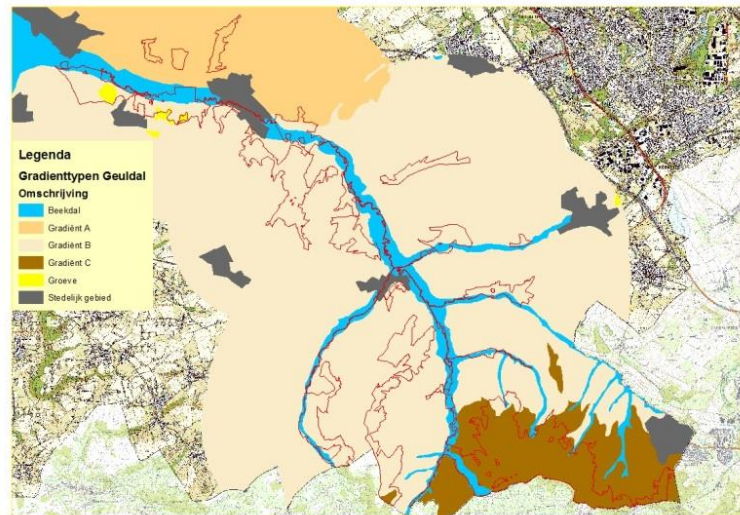 Legenda
Gradienttypen Geuldal
Omschrijving
Beekdal
Gradiënt A
Gradiënt B
Gradiënt C
Groeve
Stedelijk gebied